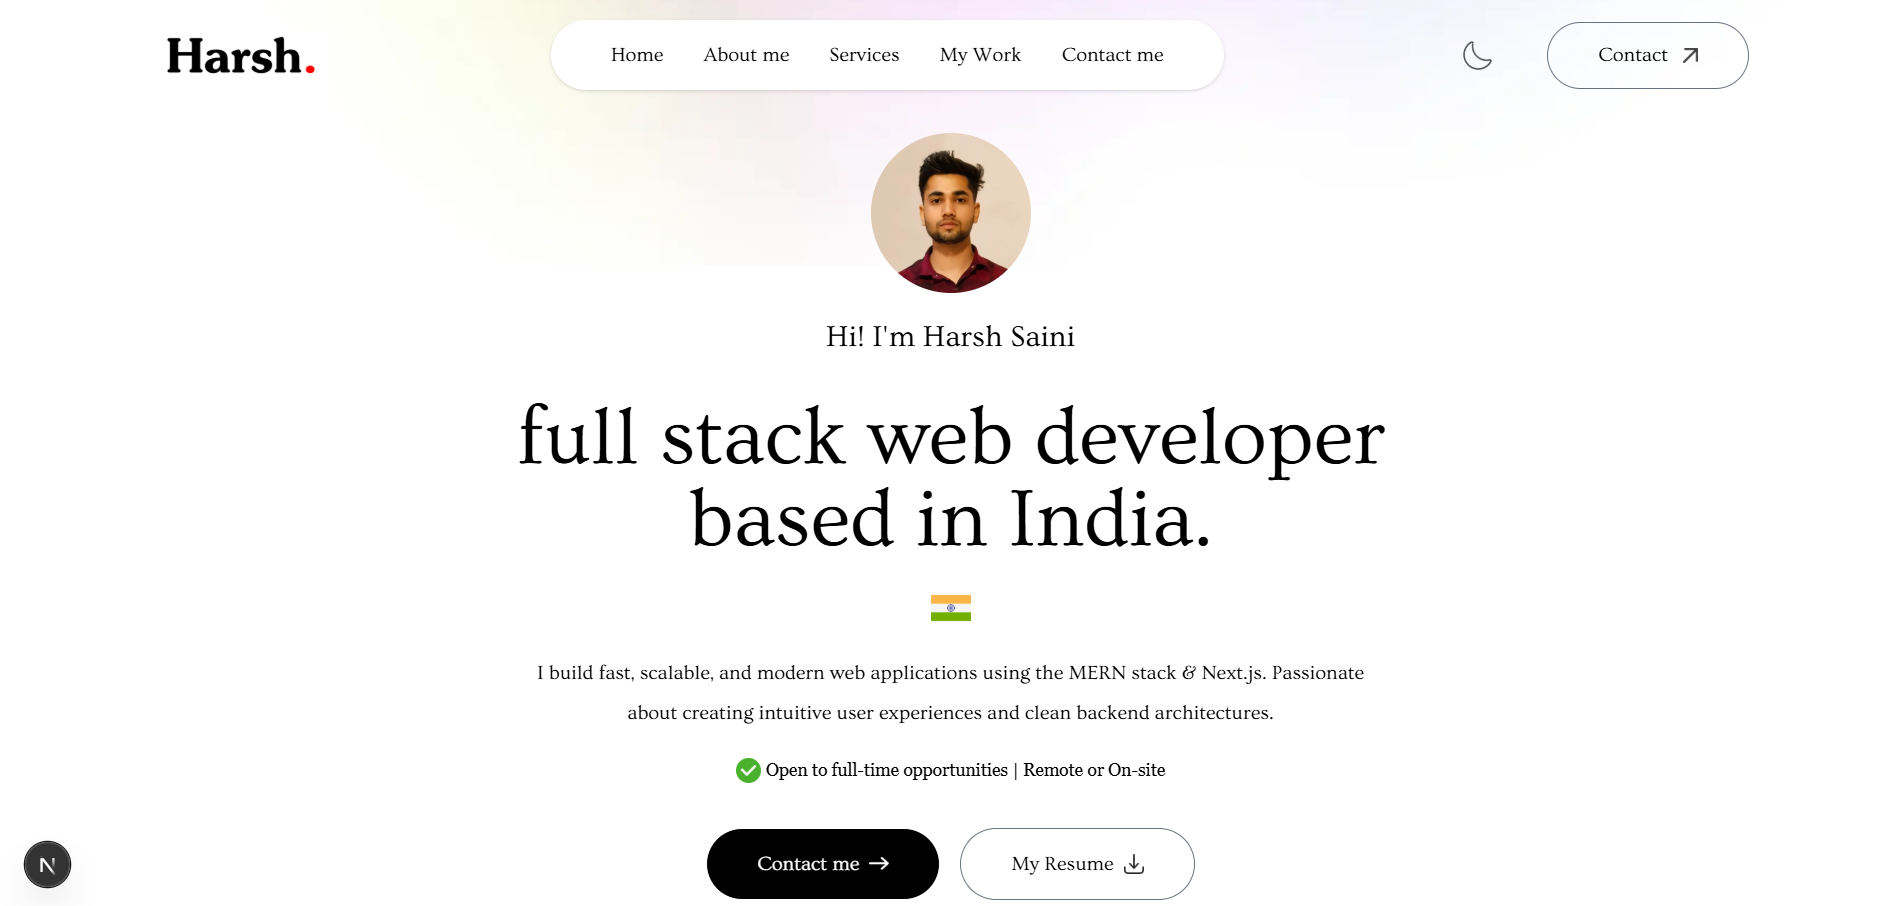 Harsh.
Home About me Services My Work Contact me
Contact
Hi! I'm Harsh Saini
full stack web developer
based in India.
I build fast, scalable, and modern web applications using the MERN stack & Next.js. Passionate
about creating intuitive user experiences and clean backend architectures.
Open to full-time opportunities | Remote or On-site
Contact me
My Resume
N